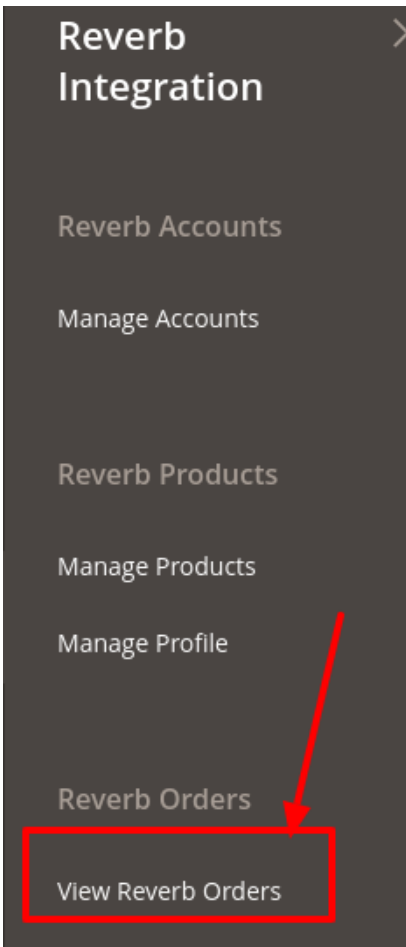 Reverb
Integration
Reverb Accounts
Manage Accounts
Reverb Products
Manage Products
Manage Profile
Reverb Orders
View Reverb Orders